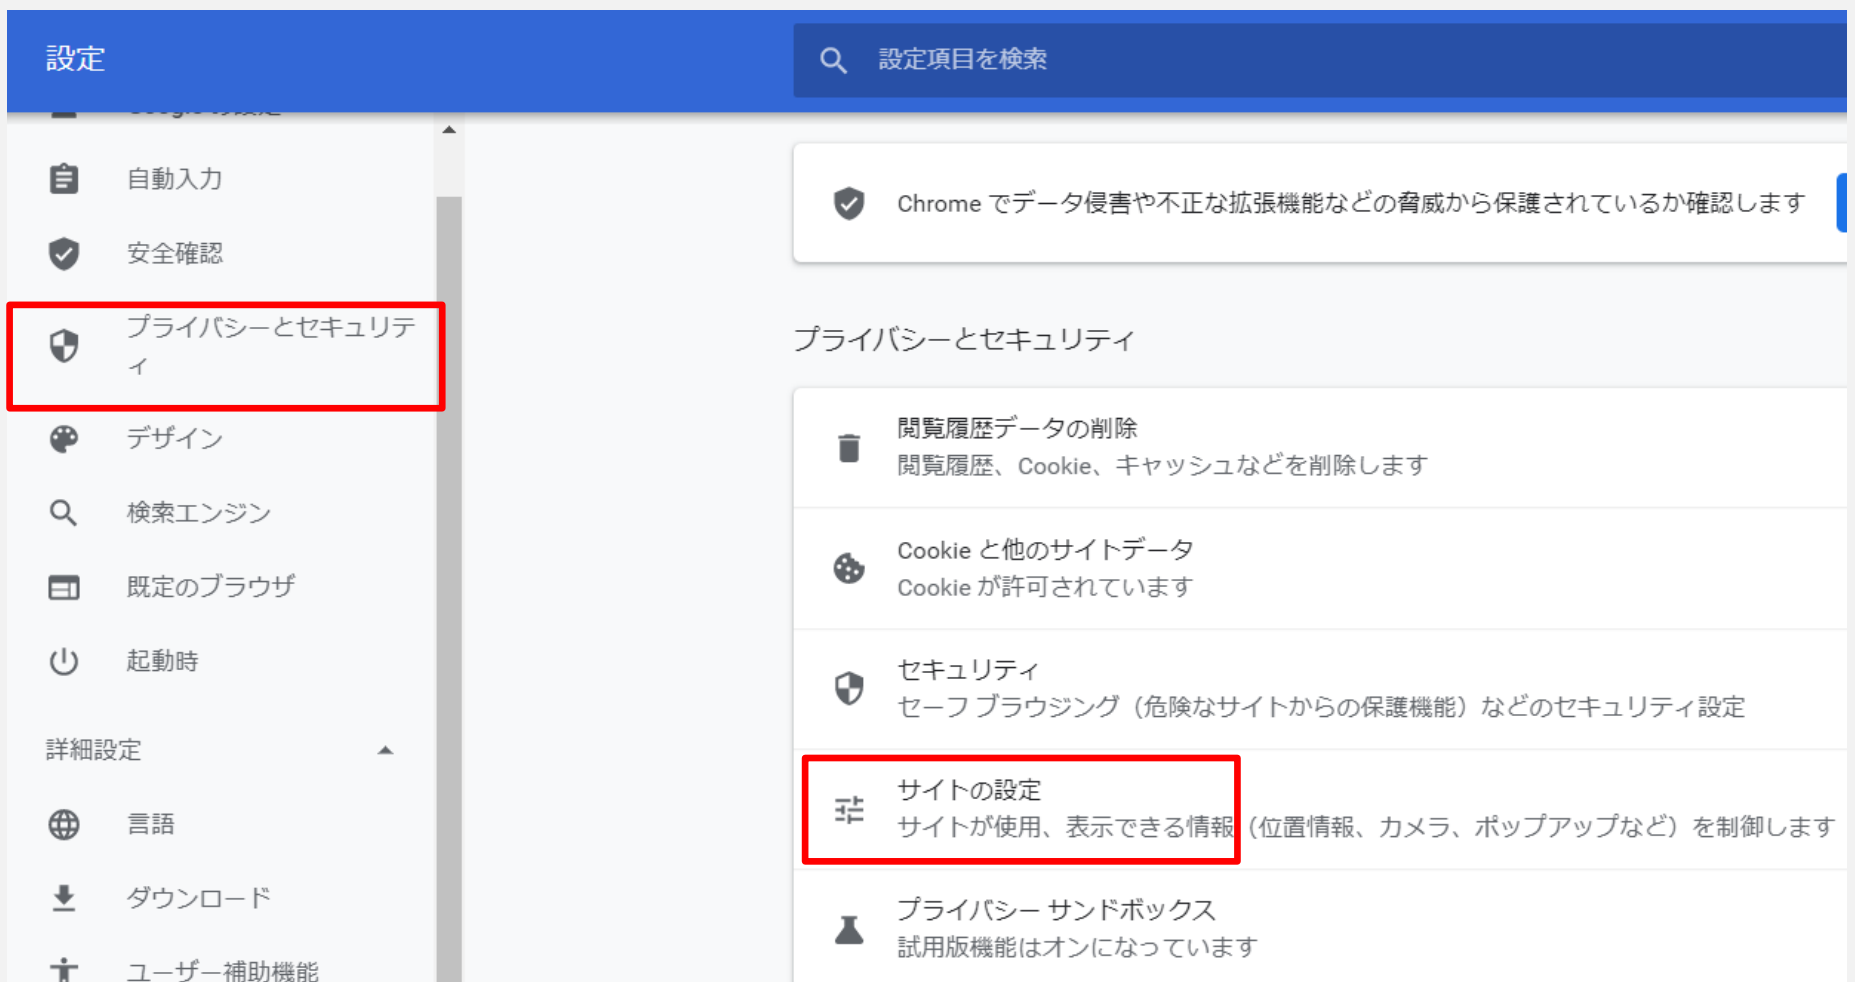 設定
設定項目を検索
自動入力
安全確認
プライバシーとセキュリテ
ィ
デザイン
検索エンジン
既定のブラウザ
起動時
詳細設定
言語
ダウンロード
ユーザー補助機能
Chrome でデータ侵害や不正な拡張機能などの脅威から保護されているか確認します
プライバシーとセキュリティ
閲覧履歴データの削除
閲覧履歴、Cookie、キャッシュなどを削除します
Cookie と他のサイトデータ
Cookie が許可されています
セキュリティ
セーフ ブラウジング（危険なサイトからの保護機能）などのセキュリティ設定
サイトの設定
サイトが使用、表示できる情報（位置情報、カメラ、ポップアップなど）を制御します
プライバシー サンドボックス
試用版機能はオンになっています